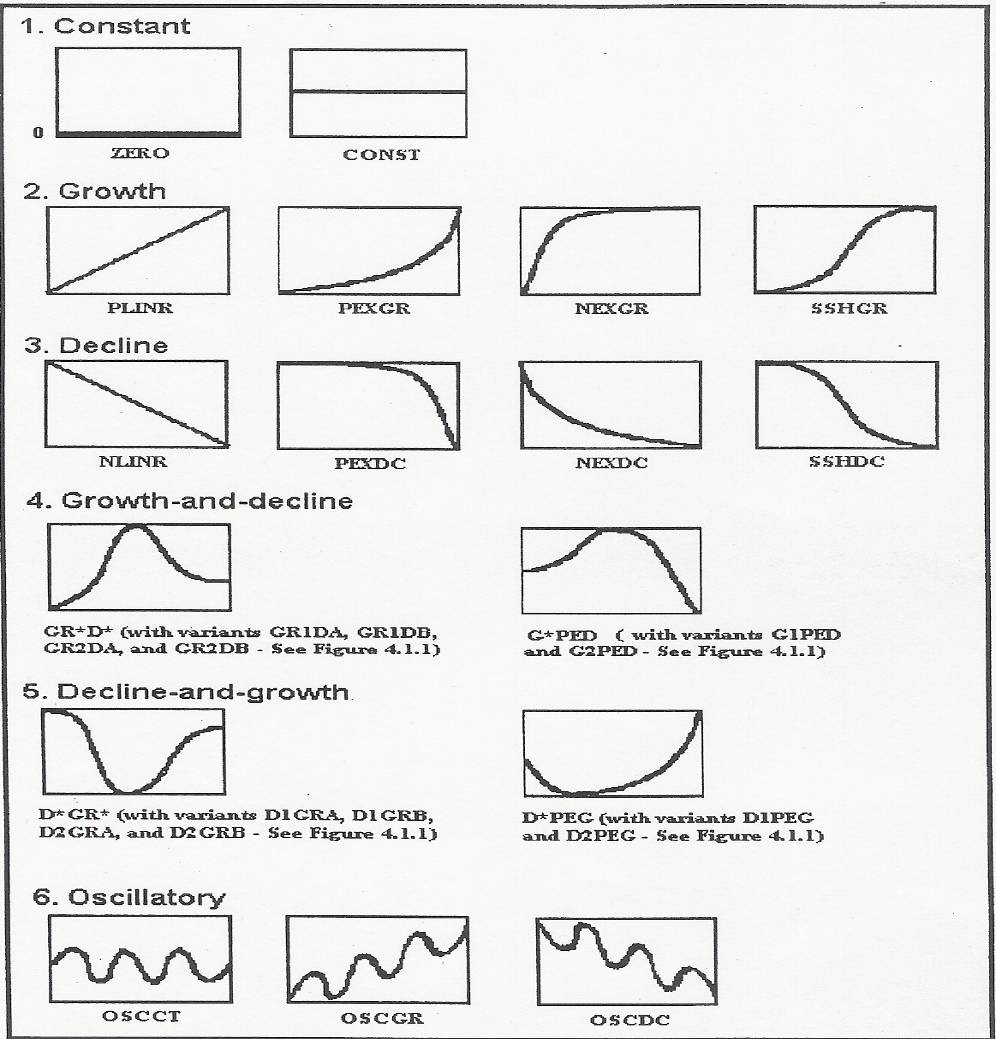 1. Constant
0
ZERO CONST
2. Growth
PLINR PEXGR NEXGR SSHGR
3. Decline
NLINR PEXDC NEXDC SSHDC
4. Growth-and-decline
GR*D* (with variants GR1DA, GR1DB,
GR2DA, and GR2DB - See Figure 4.1.1)
G*PED ( with variants G1PED
and G2PED - See Figure 4.1.1)
5. Decline-and-growth
D*GR* (with variants D1GRA, D1GRB,
D2GRA, and D2GRB - See Figure 4.1.1)
D*PEG (with variants D1PEG
and D2PEG - See Figure 4.1.1)
6. Oscillatory
OSCCT OSCGR OSCDC